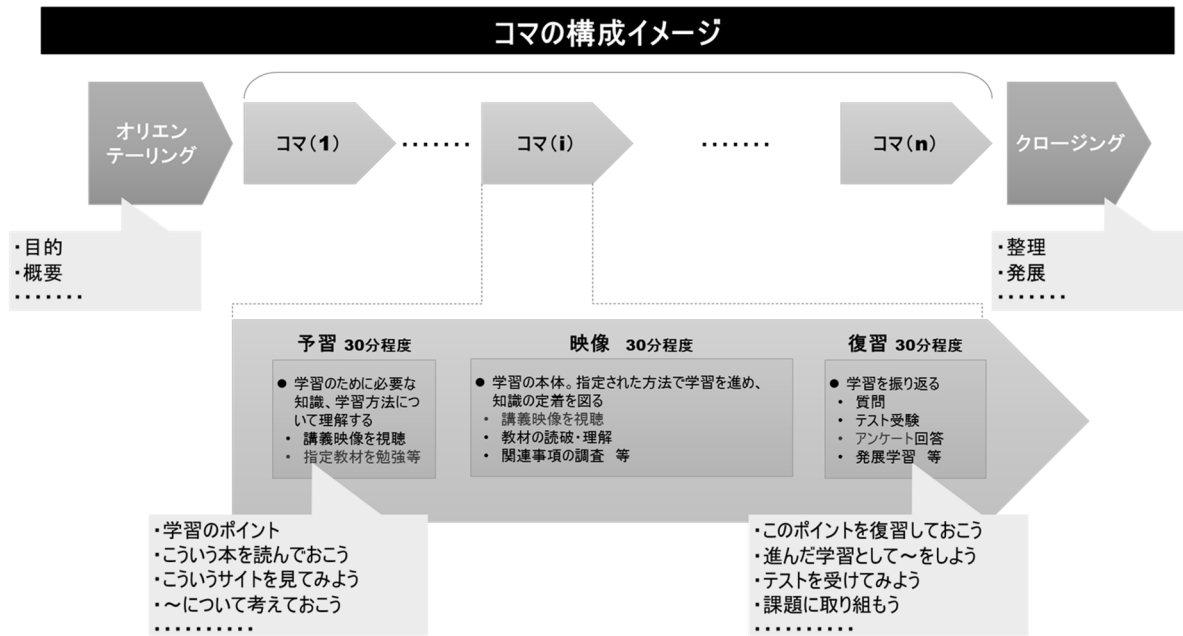 コマの構成イメージ
オリエン
テーリング
コマ(1)
・・・・・・・
コマ(i)
・・・・・・・
コマ(n)
クロージング
・目的
・概要
・・・・・・・
・整理
・発展
・・・・・・・
予習 30分程度
● 学習のために必要な
知識、学習方法につ
いて理解する
• 講義映像を視聴
• 指定教材を勉強等
映像 30分程度
● 学習の本体。指定された方法で学習を進め、
知識の定着を図る
• 講義映像を視聴
• 教材の読破・理解
• 関連事項の調査 等
復習 30分程度
● 学習を振り返る
• 質問
• テスト受験
• アンケート回答
• 発展学習 等
・学習のポイント
・こういう本を読んでおこう
・こういうサイトを見てみよう
・～について考えておこう
・・・・・・・・・・
・このポイントを復習しておこう
・進んだ学習として～をしよう
・テストを受けてみよう
・課題に取り組もう
・・・・・・・・・・